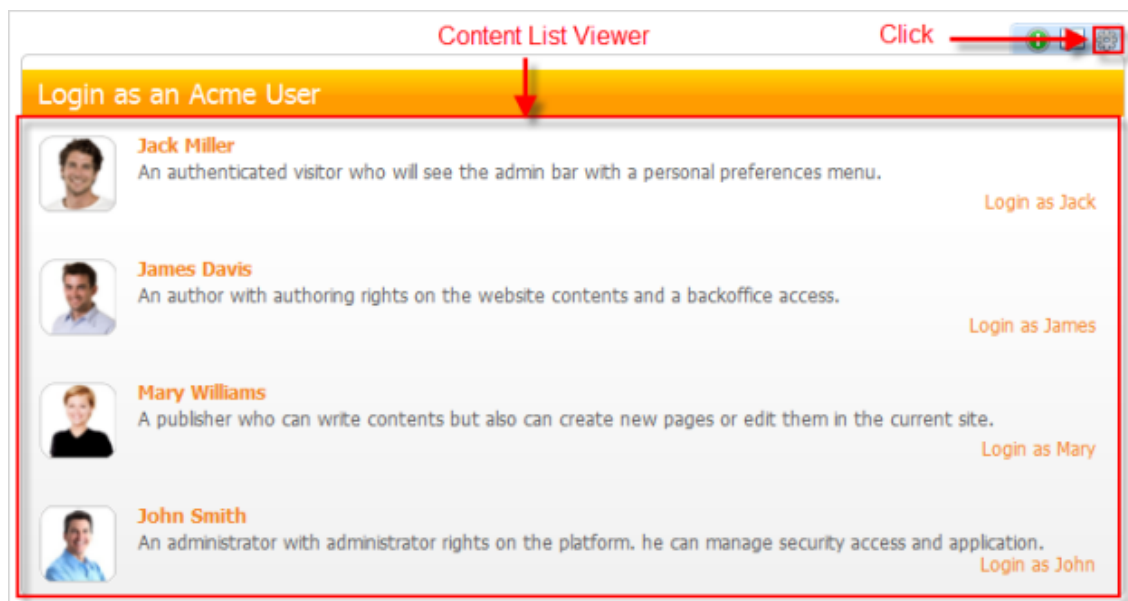 Content List Viewer
Click
Login as an Acme User
Jack Miller
An authenticated visitor who will see the admin bar with a personal preferences menu.
Login as Jack
James Davis
An author with authoring rights on the website contents and a backoffice access.
Login as James
Mary Williams
A publisher who can write contents but also can create new pages or edit them in the current site.
Login as Mary
John Smith
An administrator with administrator rights on the platform. he can manage security access and application.
Login as John